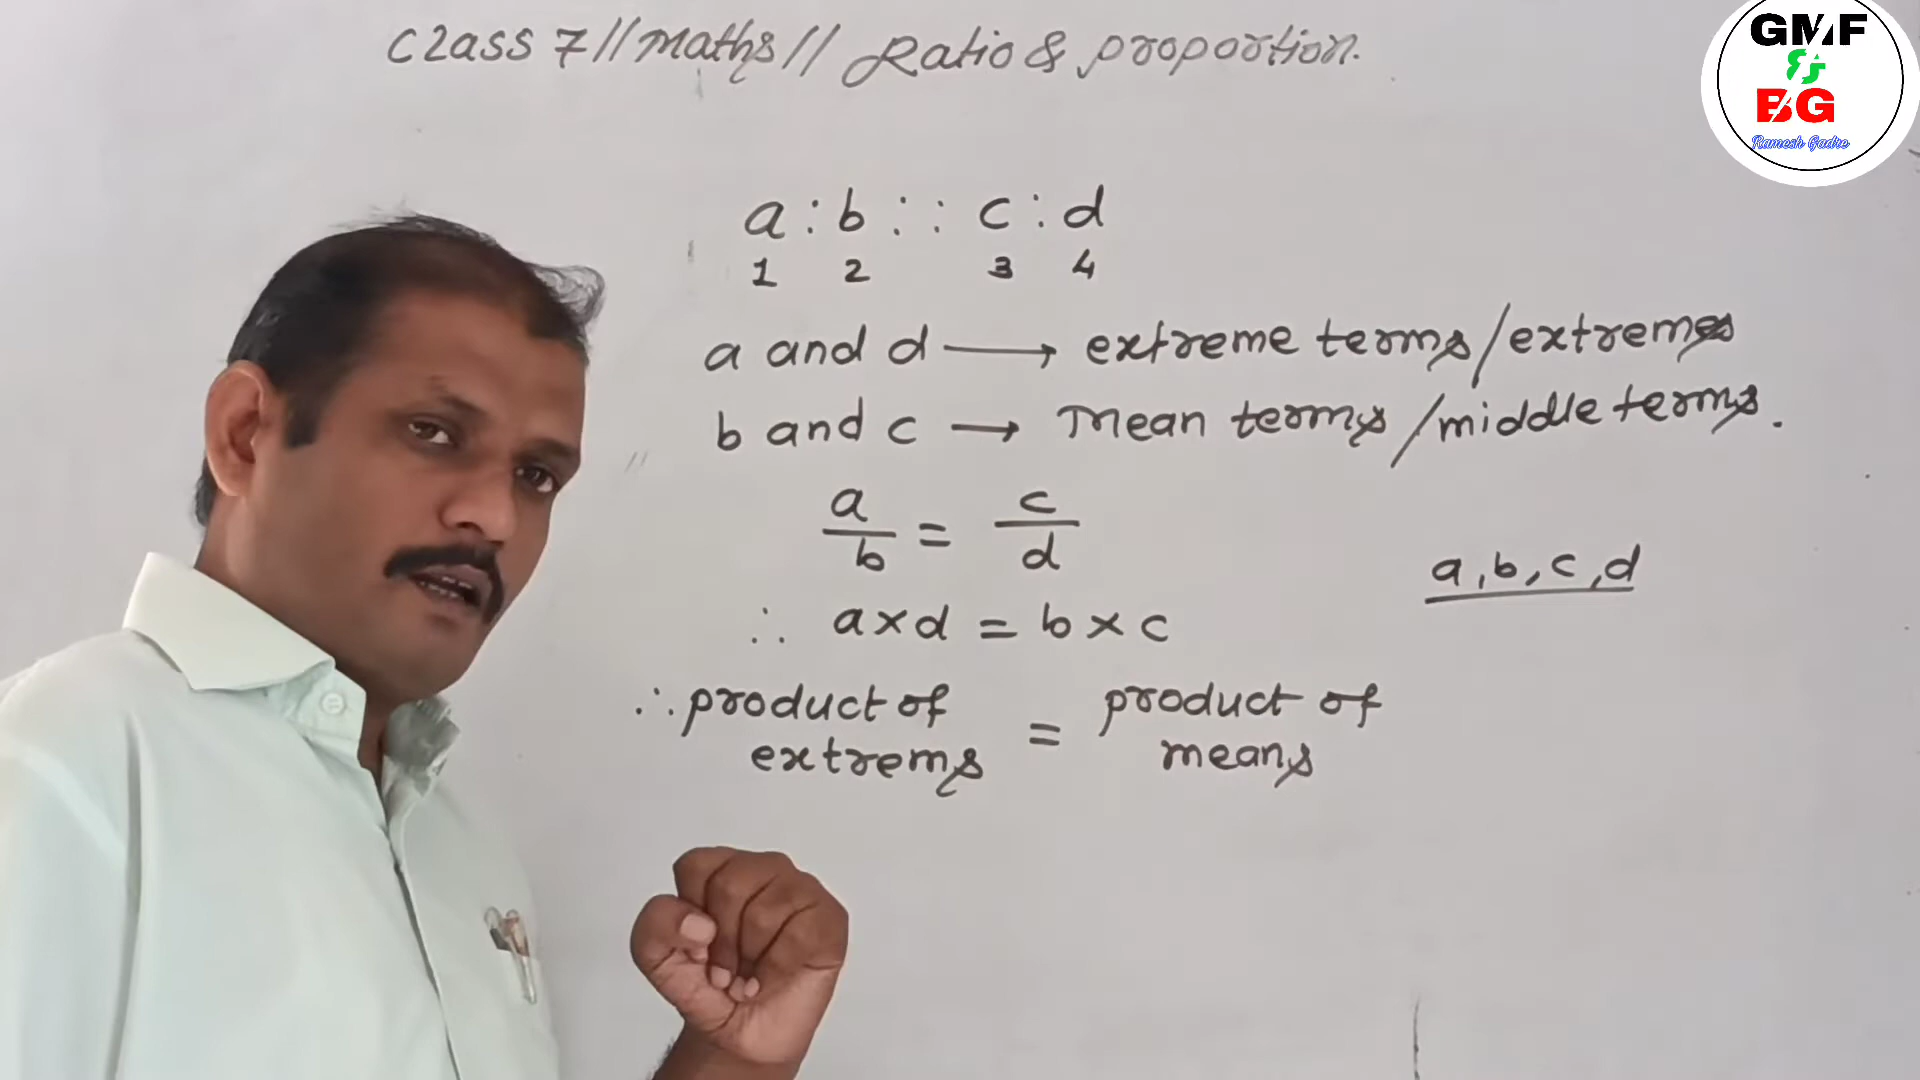 Class 7 // Maths // Ratio & proportion.
GMF
&
BG
Ramesh Gadre
a : b : : c : d
1 2 3 4
a and d ⟶ extreme terms / extremes
b and c → Mean terms / middle terms.
a/b = c/d
a, b, c, d
∴ a × d = b × c
∴ product of extrems = product of means